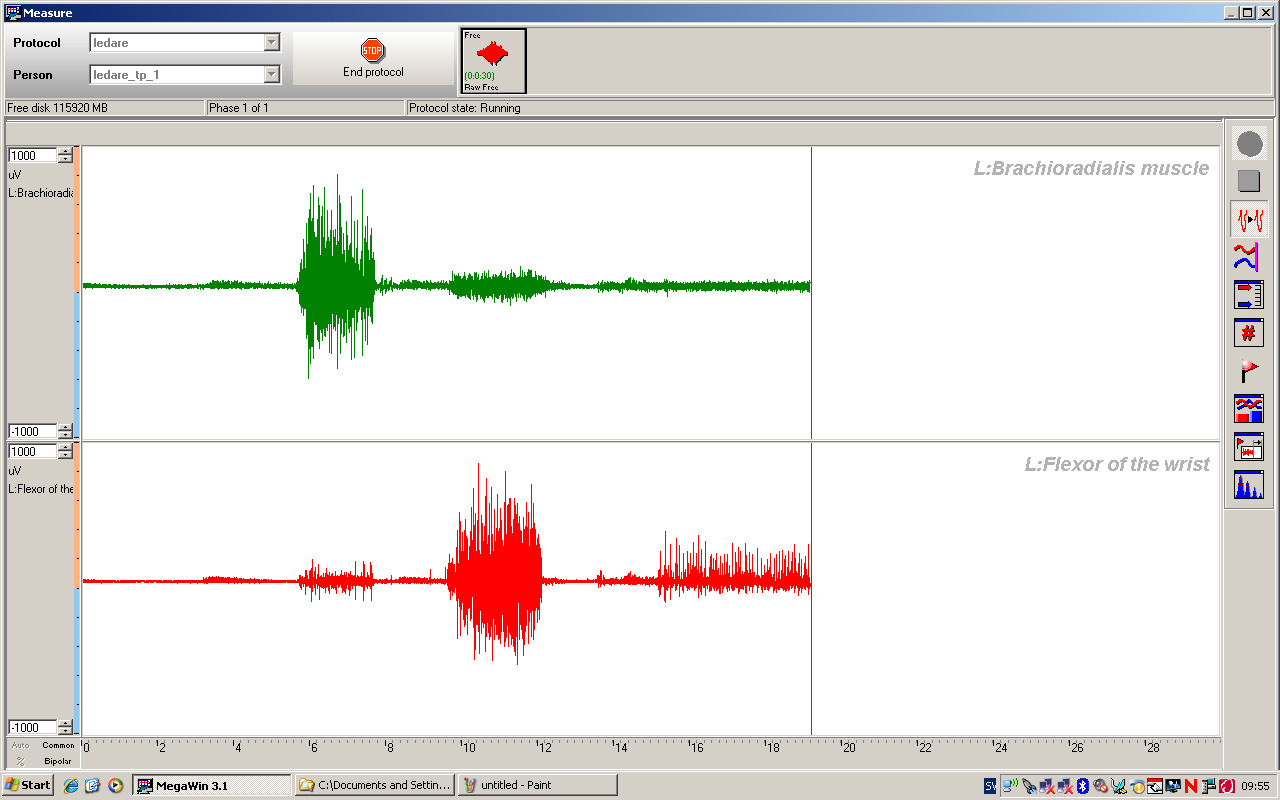 Measure
Protocol
ledare
Person
ledare_tp_1
STOP
End protocol
Free
(0:0:30)
Raw Free
Free disk 115920 MB
Phase 1 of 1
Protocol state: Running
1000
uV
L:Brachioradia
-1000
L:Brachioradialis muscle
1000
uV
L:Flexor of the
-1000
L:Flexor of the wrist
Auto
Common
%
Bipolar
0 2 4 6 8 10 12 14 16 18 20 22 24 26 28
#
Start
MegaWin 3.1
C:\Documents and Settin...
untitled - Paint
SV
09:55